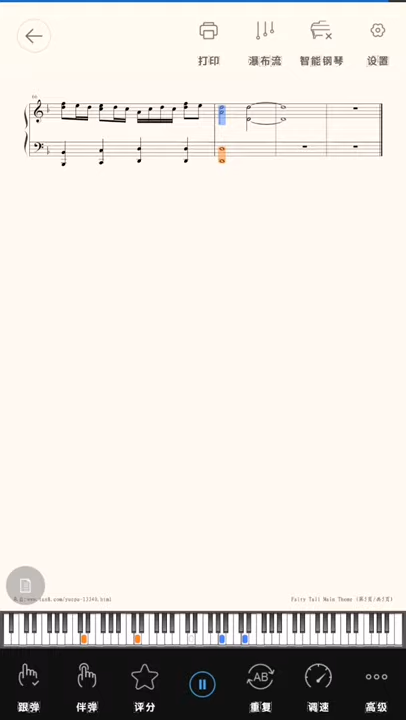 打印
瀑布流
智能钢琴
设置
Fairy Tail Main Theme
跟弹
伴弹
评分
AB
重复
调速
高级